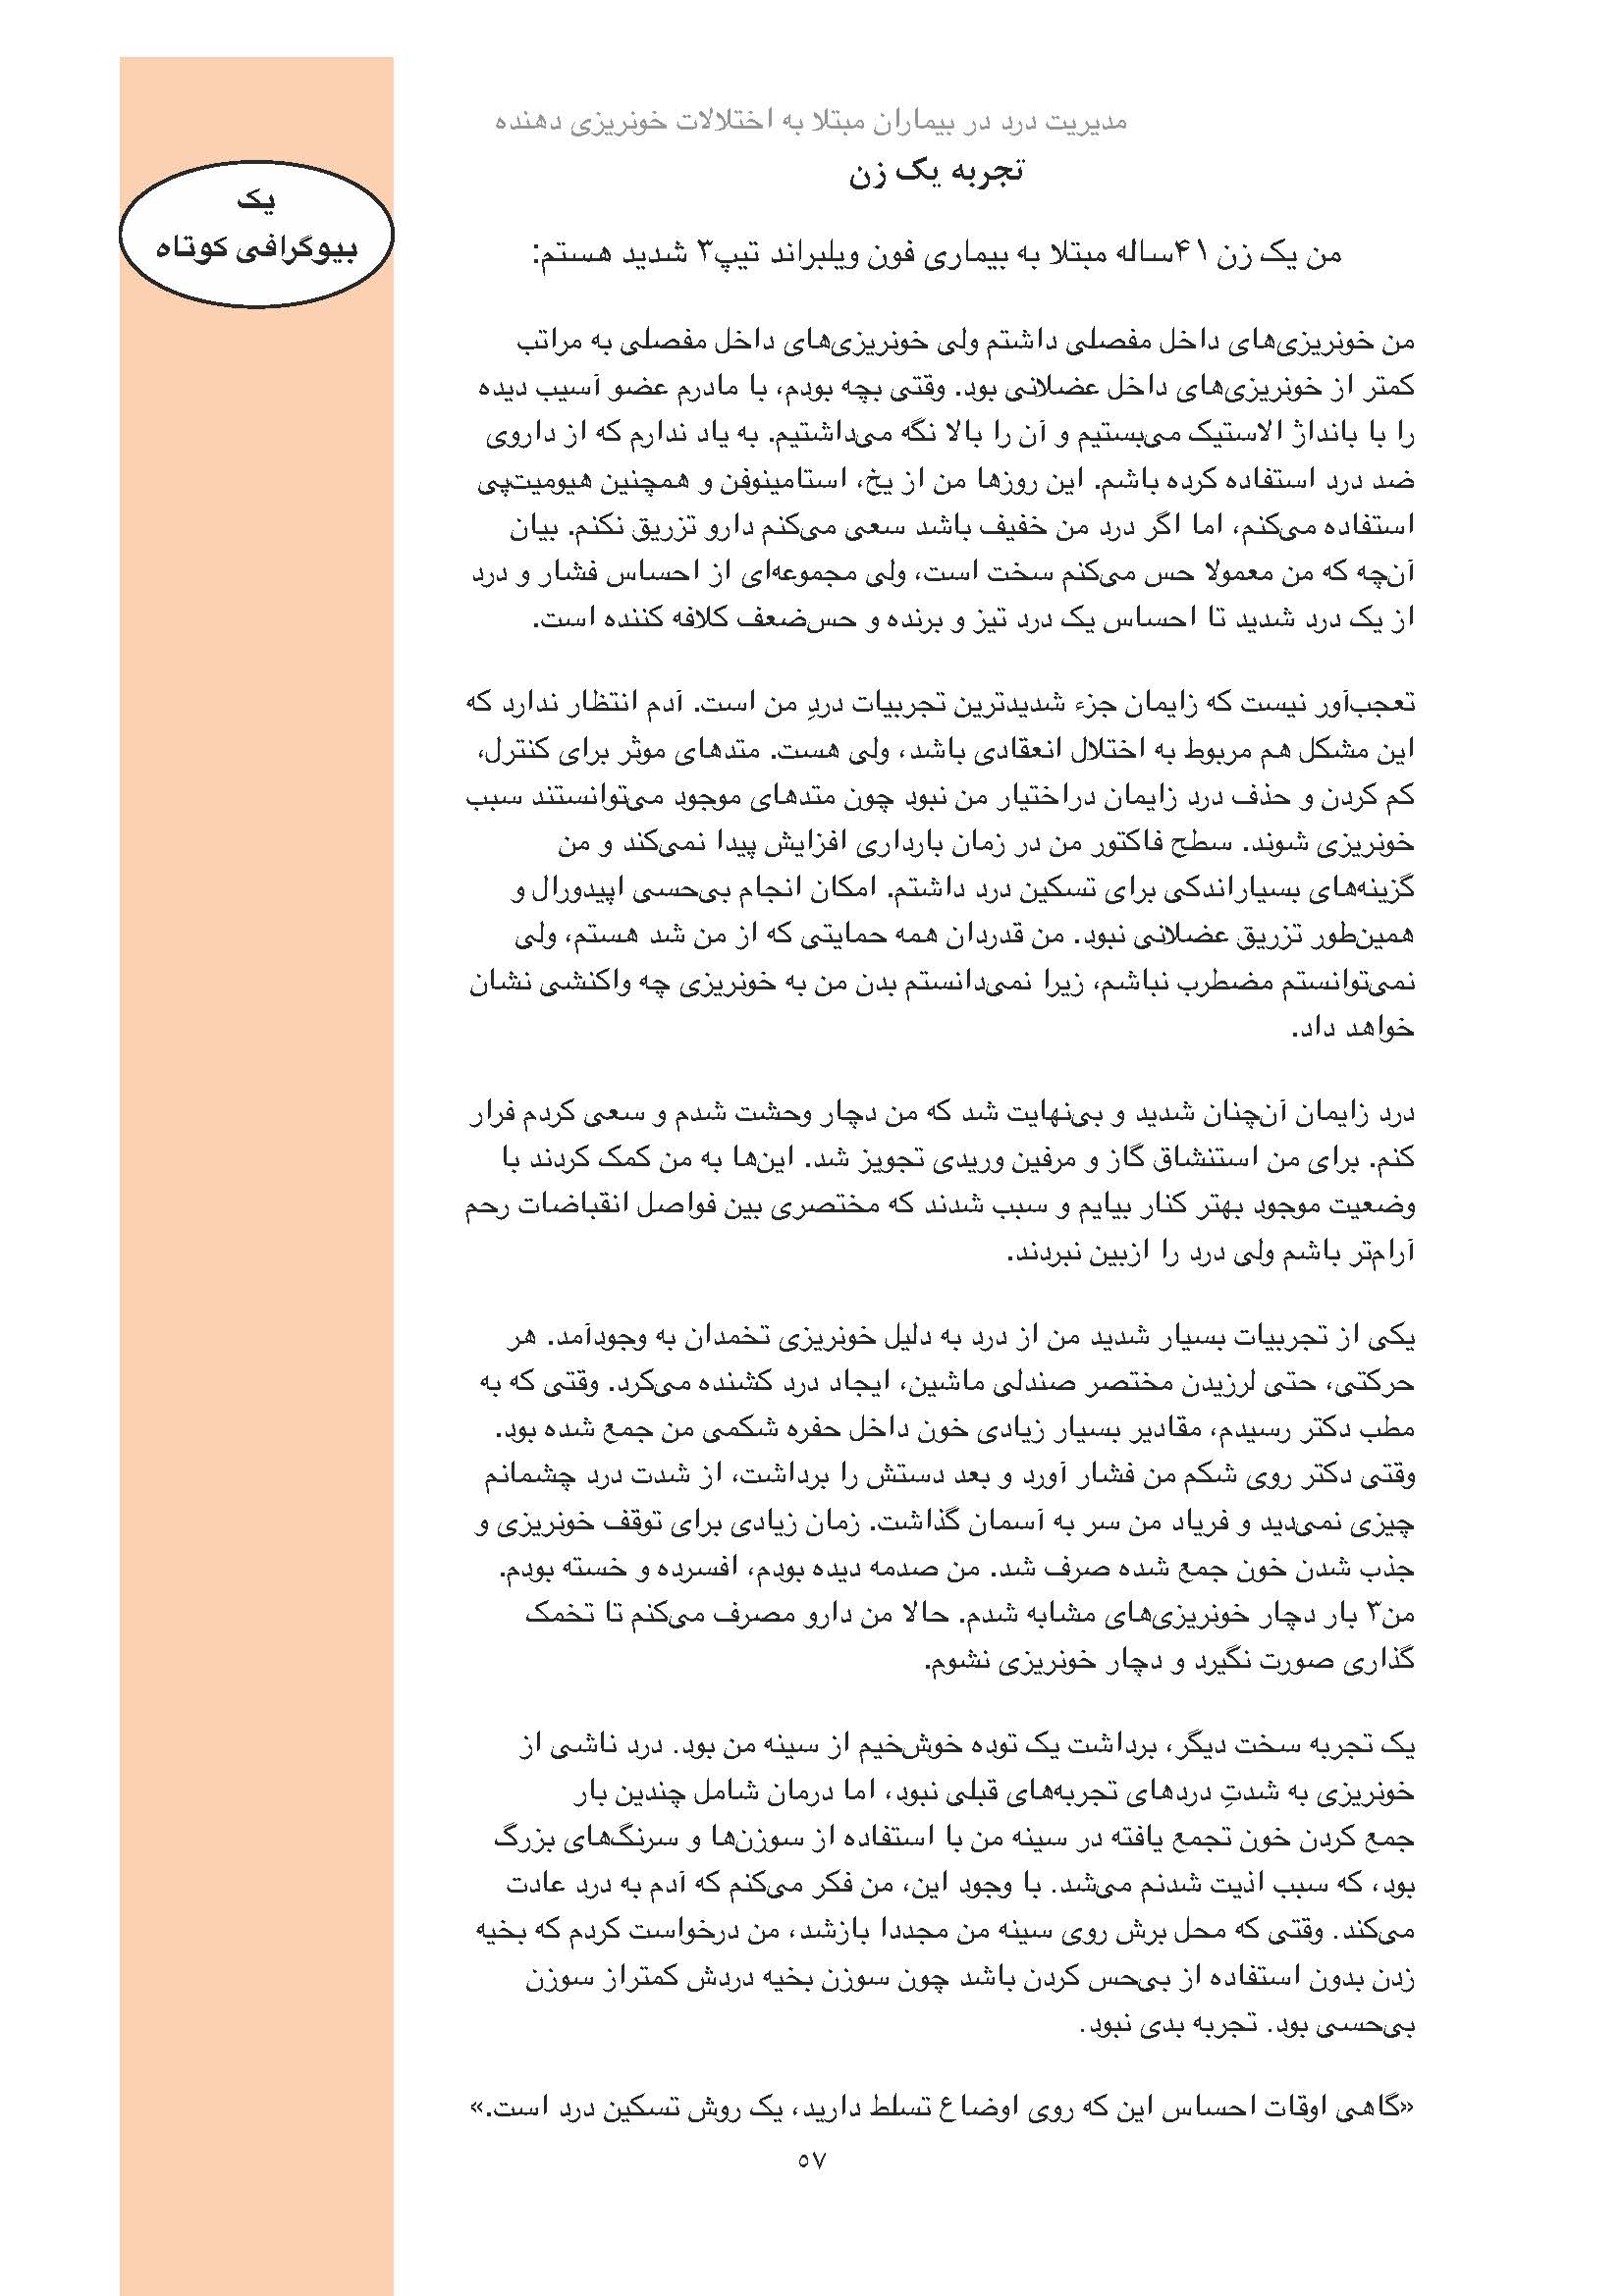 مدیریت درد در بیماران مبتلا به اختلالات خونریزی دهنده
تجربه یک زن
یک
بیوگرافی کوتاه
من یک زن ۴۱ساله مبتلا به بیماری فون ویلبراند تیپ۳ شدید هستم:
من خونریزی‌های داخل مفصلی داشتم ولی خونریزی‌های داخل مفصلی به مراتب
کمتر از خونریزی‌های داخل عضلانی بود. وقتی بچه بودم، با مادرم عضو آسیب دیده
را با بانداژ الاستیک می‌بستیم و آن را بالا نگه می‌داشتیم. به یاد ندارم که از داروی
ضد درد استفاده کرده باشم. این روزها من از یخ، استامینوفن و همچنین هیومیت‌پی
استفاده می‌کنم، اما اگر درد من خفیف باشد سعی می‌کنم دارو تزریق نکنم. بیان
آن‌چه که من معمولا حس می‌کنم سخت است، ولی مجموعه‌ای از احساس فشار و درد
از یک درد شدید تا احساس یک درد تیز و برنده و حس‌ضعف کلافه کننده است.
تعجب‌آور نیست که زایمان جزء شدیدترین تجربیات دردِ من است. آدم انتظار ندارد که
این مشکل هم مربوط به اختلال انعقادی باشد، ولی هست. متدهای موثر برای کنترل،
کم کردن و حذف درد زایمان دراختیار من نبود چون متدهای موجود می‌توانستند سبب
خونریزی شوند. سطح فاکتور من در زمان بارداری افزایش پیدا نمی‌کند و من
گزینه‌های بسیاراندکی برای تسکین درد داشتم. امکان انجام بی‌حسی اپیدورال و
همین‌طور تزریق عضلانی نبود. من قدردان همه حمایتی که از من شد هستم، ولی
نمی‌توانستم مضطرب نباشم، زیرا نمی‌دانستم بدن من به خونریزی چه واکنشی نشان
خواهد داد.
درد زایمان آن‌چنان شدید و بی‌نهایت شد که من دچار وحشت شدم و سعی کردم فرار
کنم. برای من استنشاق گاز و مرفین وریدی تجویز شد. این‌ها به من کمک کردند با
وضعیت موجود بهتر کنار بیایم و سبب شدند که مختصری بین فواصل انقباضات رحم
آرام‌تر باشم ولی درد را ازبین نبردند.
یکی از تجربیات بسیار شدید من از درد به دلیل خونریزی تخمدان به وجودآمد. هر
حرکتی، حتی لرزیدن مختصر صندلی ماشین، ایجاد درد کشنده می‌کرد. وقتی که به
مطب دکتر رسیدم، مقادیر بسیار زیادی خون داخل حفره شکمی من جمع شده بود.
وقتی دکتر روی شکم من فشار آورد و بعد دستش را برداشت، از شدت درد چشمانم
چیزی نمی‌دید و فریاد من سر به آسمان گذاشت. زمان زیادی برای توقف خونریزی و
جذب شدن خون جمع شده صرف شد. من صدمه دیده بودم، افسرده و خسته بودم.
من۳ بار دچار خونریزی‌های مشابه شدم. حالا من دارو مصرف می‌کنم تا تخمک
گذاری صورت نگیرد و دچار خونریزی نشوم.
یک تجربه سخت دیگر، برداشت یک توده خوش‌خیم از سینه من بود. درد ناشی از
خونریزی به شدتِ دردهای تجربه‌های قبلی نبود، اما درمان شامل چندین بار
جمع کردن خون تجمع یافته در سینه من با استفاده از سوزن‌ها و سرنگ‌های بزرگ
بود، که سبب اذیت شدنم می‌شد. با وجود این، من فکر می‌کنم که آدم به درد عادت
می‌کند. وقتی که محل برش روی سینه من مجددا بازشد، من درخواست کردم که بخیه
زدن بدون استفاده از بی‌حس کردن باشد چون سوزن بخیه دردش کمتراز سوزن
بی‌حسی بود. تجربه بدی نبود.
«گاهی اوقات احساس این که روی اوضاع تسلط دارید، یک روش تسکین درد است.»
۵۷